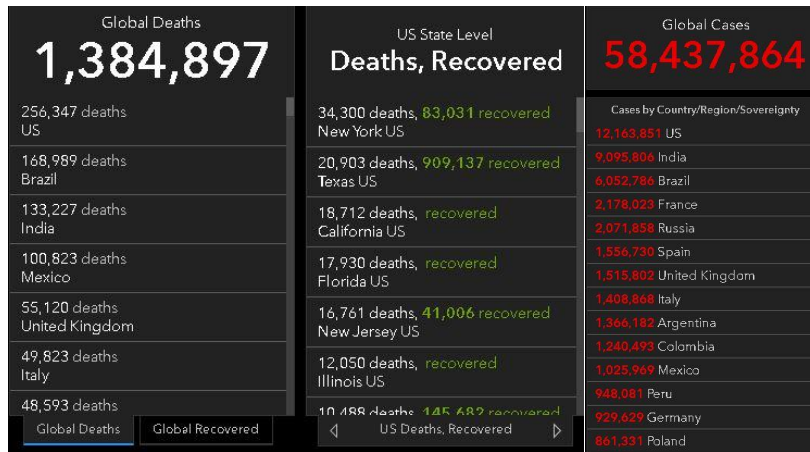 Global Deaths
1,384,897
256,347 deaths
US
168,989 deaths
Brazil
133,227 deaths
India
100,823 deaths
Mexico
55,120 deaths
United Kingdom
49,823 deaths
Italy
48,593 deaths
Global Deaths
Global Recovered
US State Level
Deaths, Recovered
34,300 deaths, 83,031 recovered
New York US
20,903 deaths, 909,137 recovered
Texas US
18,712 deaths, recovered
California US
17,930 deaths, recovered
Florida US
16,761 deaths, 41,006 recovered
New Jersey US
12,050 deaths, recovered
Illinois US
10,488 deaths, 145,682 recovered
US Deaths, Recovered
Global Cases
58,437,864
Cases by Country/Region/Sovereignty
12,163,851 US
9,095,806 India
6,052,786 Brazil
2,178,023 France
2,071,858 Russia
1,556,730 Spain
1,515,802 United Kingdom
1,408,868 Italy
1,366,182 Argentina
1,240,493 Colombia
1,025,969 Mexico
948,081 Peru
929,629 Germany
861,331 Poland